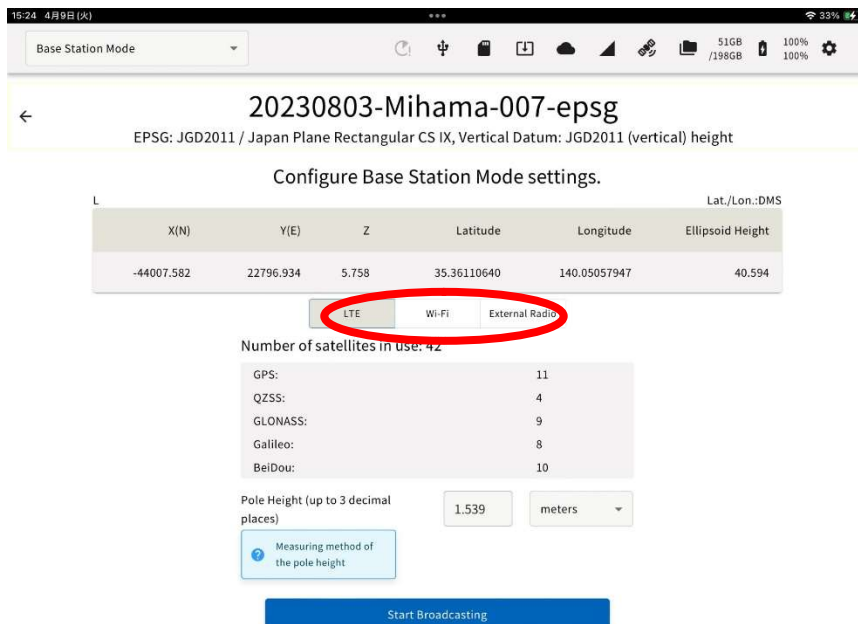 15:24 4月9日(火)
33%
Base Station Mode
51GB
/198GB
100%
100%
20230803-Mihama-007-epsg
EPSG: JGD2011 / Japan Plane Rectangular CS IX, Vertical Datum: JGD2011 (vertical) height
Configure Base Station Mode settings.
L
Lat./Lon.:DMS
X(N) Y(E) Z Latitude Longitude Ellipsoid Height
-44007.582 22796.934 5.758 35.36110640 140.05057947 40.594
LTE Wi-Fi External Radio
Number of satellites in use: 42
GPS: 11
QZSS: 4
GLONASS: 9
Galileo: 8
BeiDou: 10
Pole Height (up to 3 decimal
places)
1.539 meters
Measuring method of
the pole height
Start Broadcasting